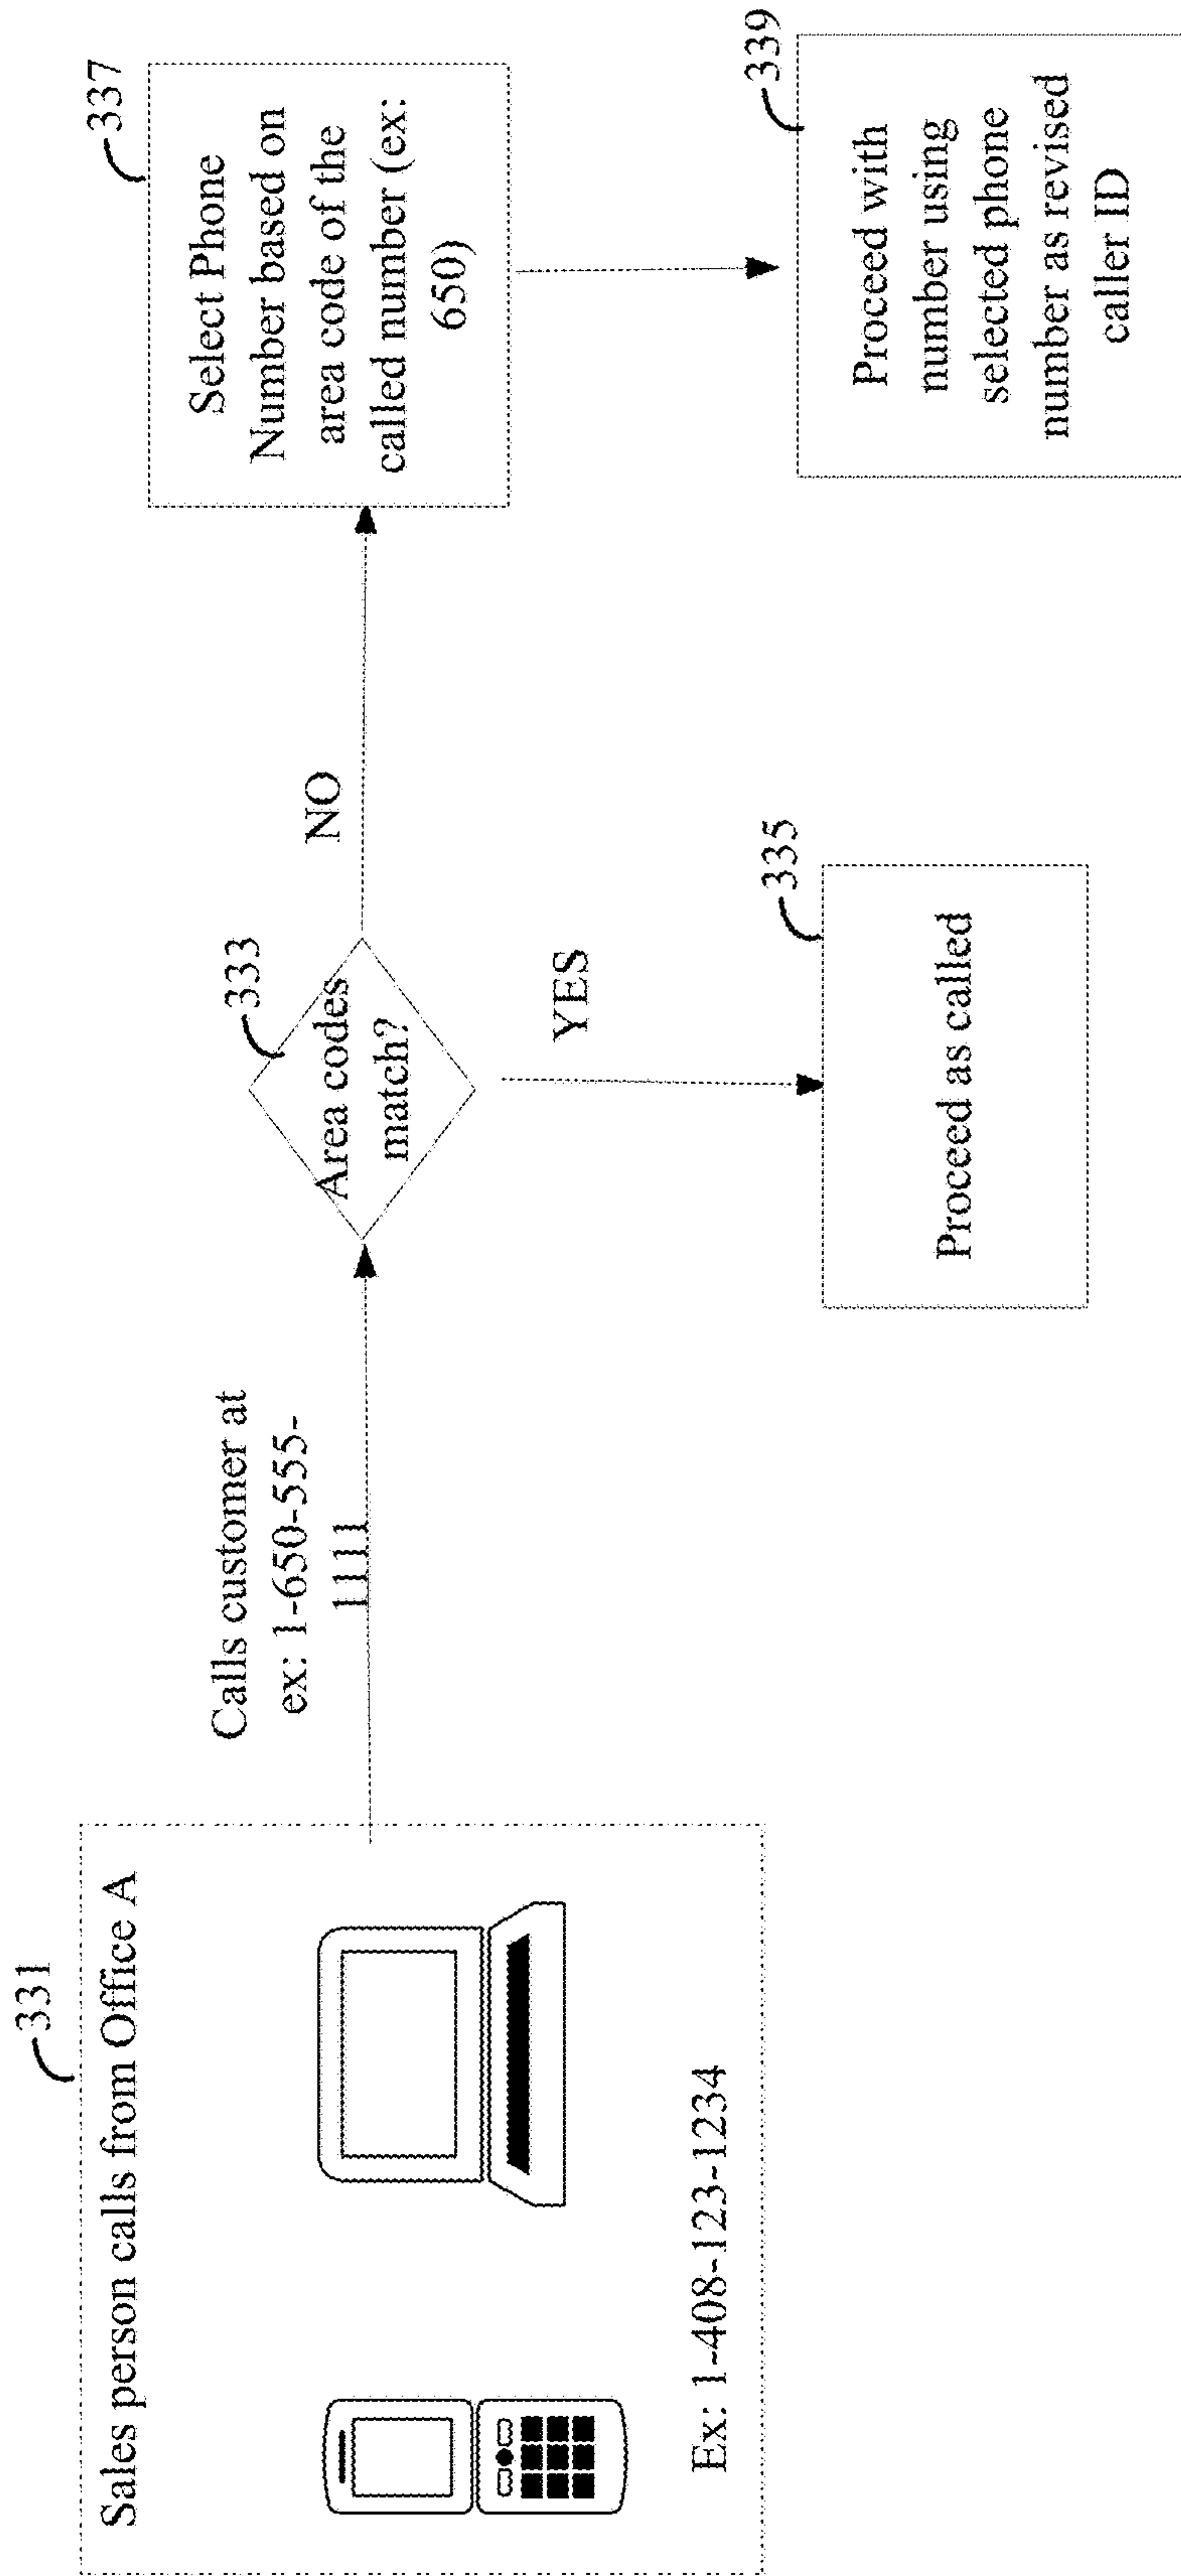 331
Sales person calls from Office A
Ex: 1-408-123-1234
Calls customer at
ex: 1-650-555-
1111
333
Area codes
match?
NO
YES
335
Proceed as called
337
Select Phone
Number based on
area code of the
called number (ex:
650)
339
Proceed with
number using
selected phone
number as revised
caller ID